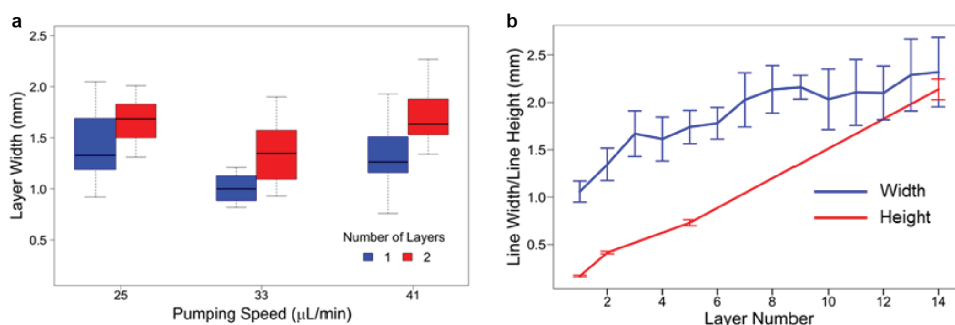 a
Layer Width (mm)
2.5
2.0
1.5
1.0
0.5
Number of Layers
1 2
25 33 41
Pumping Speed (μL/min)
b
Line Width/Line Height (mm)
2.5
2.0
1.5
1.0
0.5
Width
Height
2 4 6 8 10 12 14
Layer Number